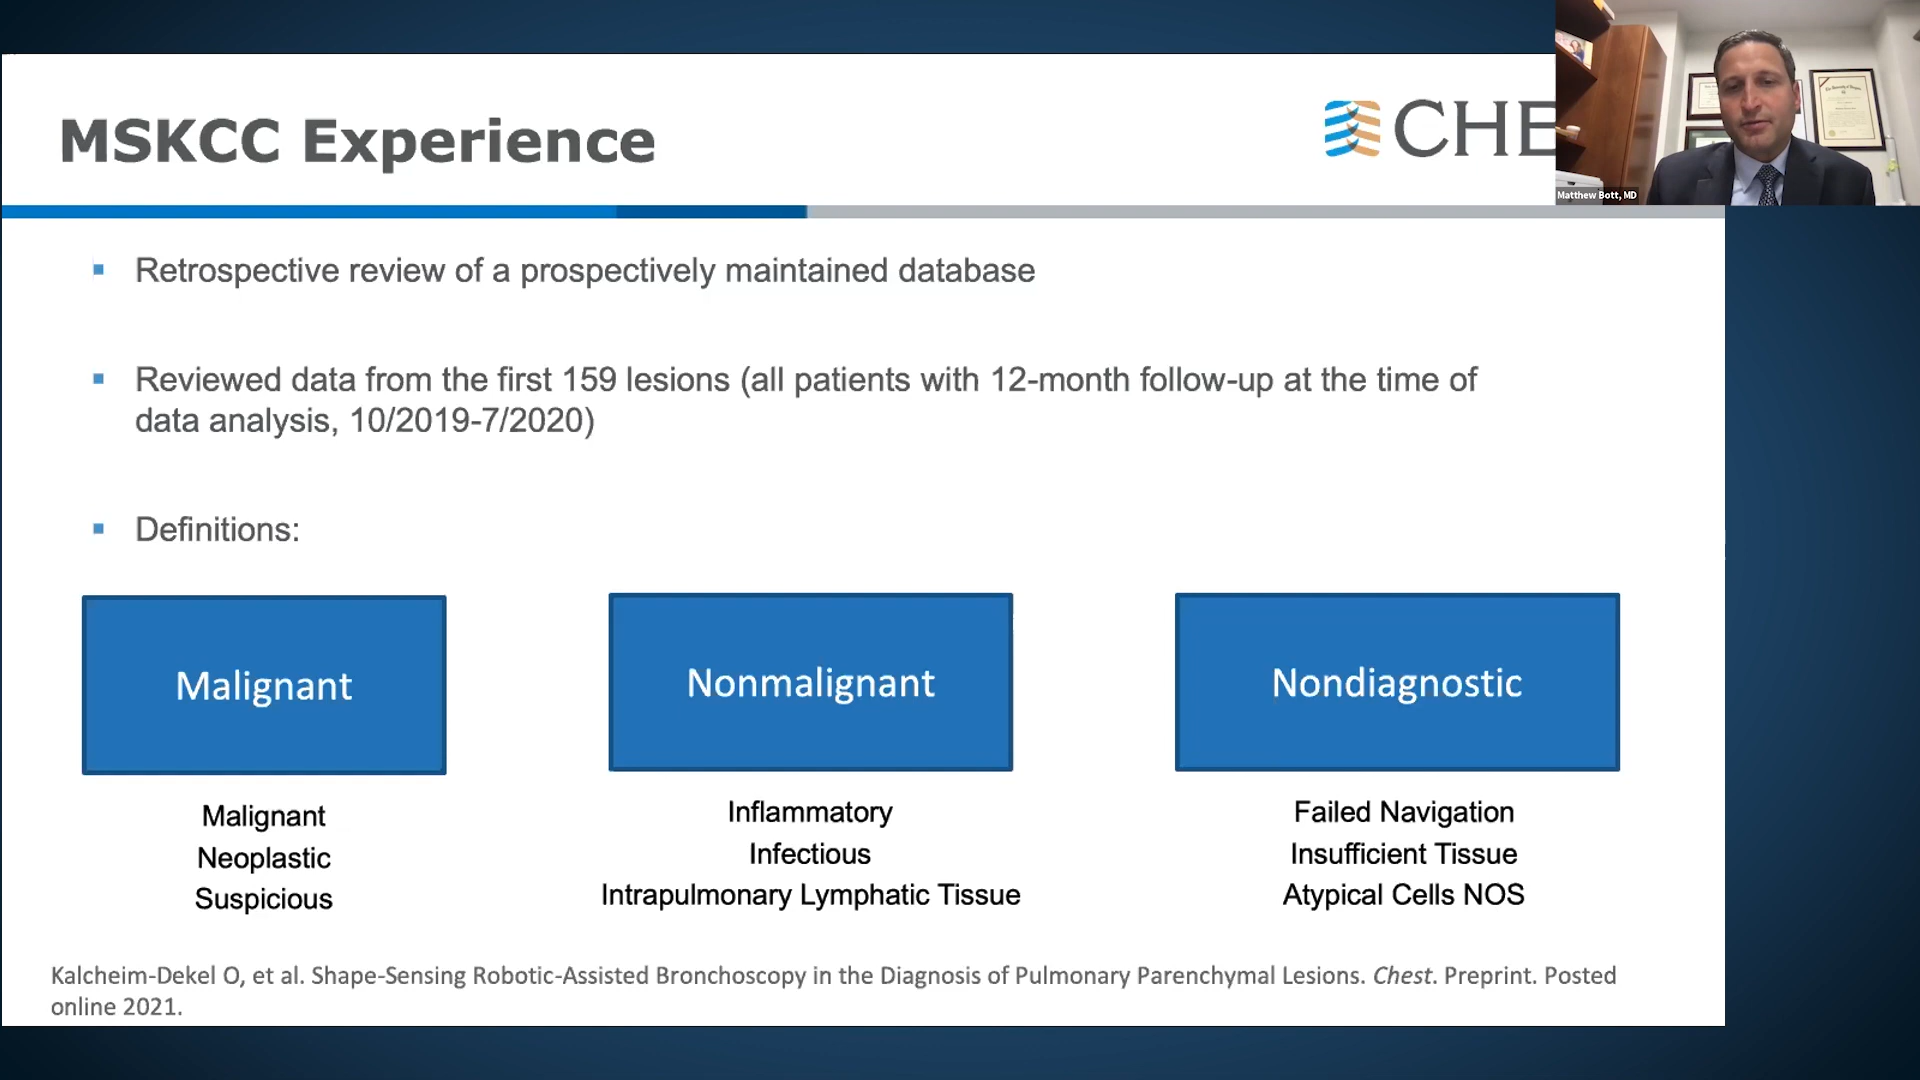 MSKCC Experience
CHE
Matthew Bott, MD
Retrospective review of a prospectively maintained database
Reviewed data from the first 159 lesions (all patients with 12-month follow-up at the time of
data analysis, 10/2019-7/2020)
Definitions:
Malignant
Malignant
Neoplastic
Suspicious
Nonmalignant
Inflammatory
Infectious
Intrapulmonary Lymphatic Tissue
Nondiagnostic
Failed Navigation
Insufficient Tissue
Atypical Cells NOS
Kalcheim-Dekel O, et al. Shape-Sensing Robotic-Assisted Bronchoscopy in the Diagnosis of Pulmonary Parenchymal Lesions. Chest. Preprint. Posted
online 2021.